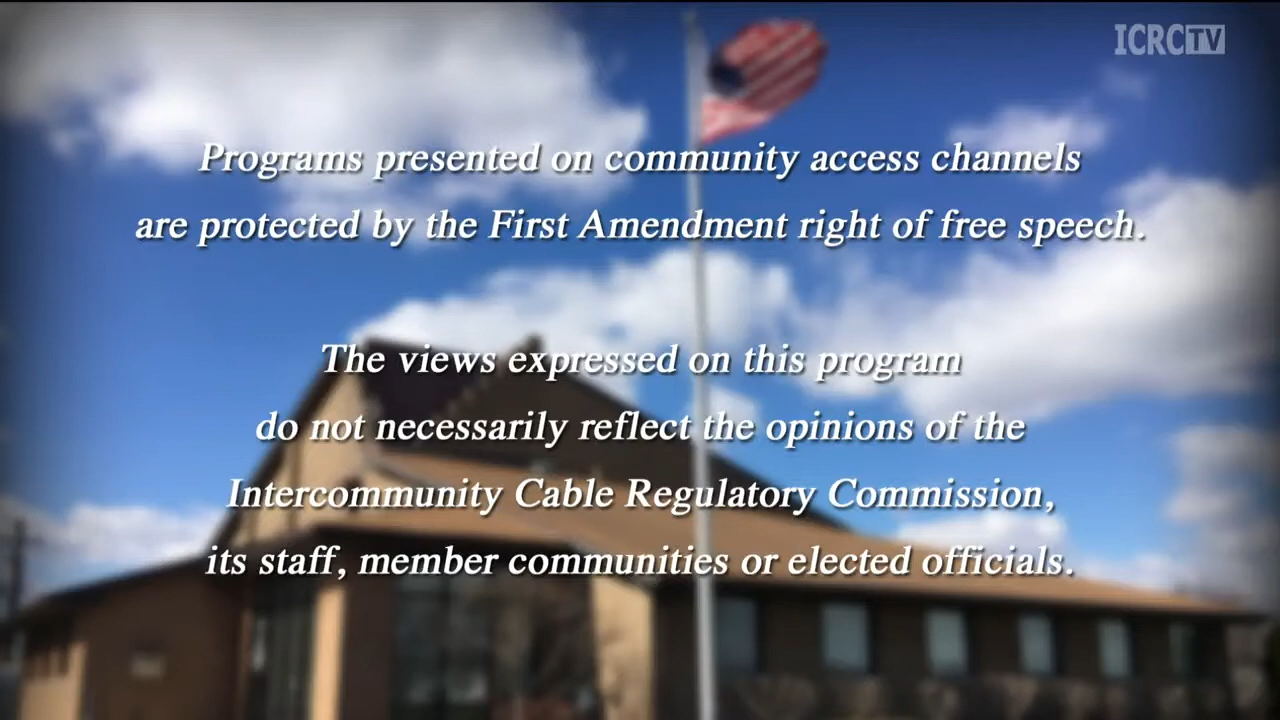 ICRCTV
Programs presented on community access channels
are protected by the First Amendment right of free speech.
The views expressed on this program
do not necessarily reflect the opinions of the
Intercommunity Cable Regulatory Commission,
its staff, member communities or elected officials.